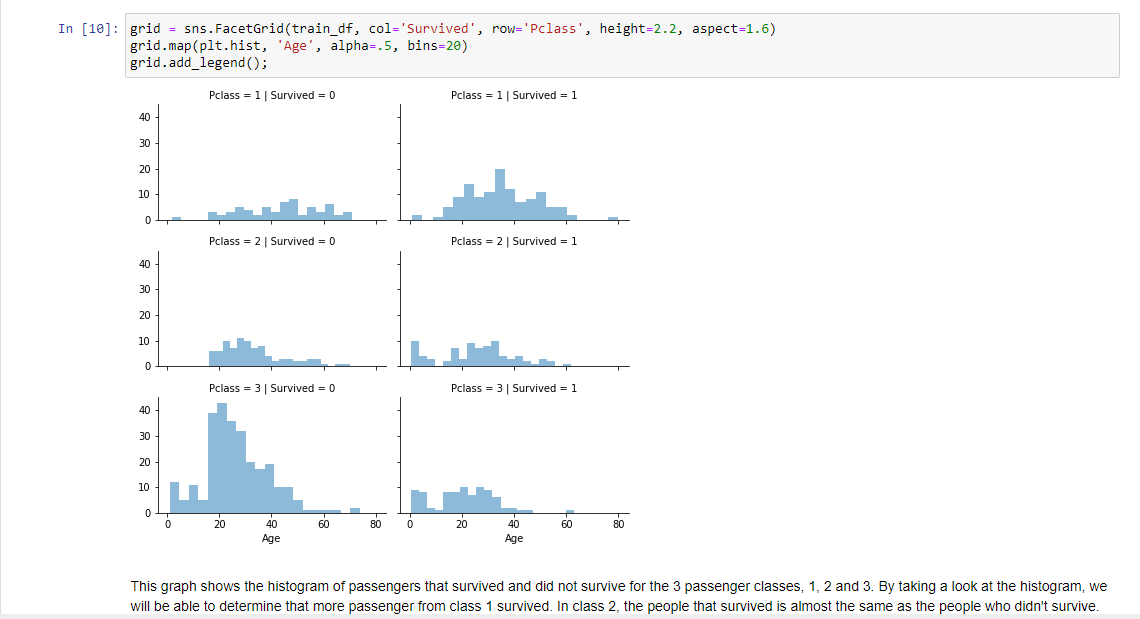 In [10]: grid = sns.FacetGrid(train_df, col='Survived', row='Pclass', height=2.2, aspect=1.6)
grid.map(plt.hist, 'Age', alpha=.5, bins=20)
grid.add_legend();
Pclass = 1 | Survived = 0
Pclass = 1 | Survived = 1
40
30
20
10
0
Pclass = 2 | Survived = 0
Pclass = 2 | Survived = 1
40
30
20
10
0
Pclass = 3 | Survived = 0
Pclass = 3 | Survived = 1
40
30
20
10
0
0 20 40 60 80
0 20 40 60 80
Age
Age
This graph shows the histogram of passengers that survived and did not survive for the 3 passenger classes, 1, 2 and 3. By taking a look at the histogram, we
will be able to determine that more passenger from class 1 survived. In class 2, the people that survived is almost the same as the people who didn't survive.